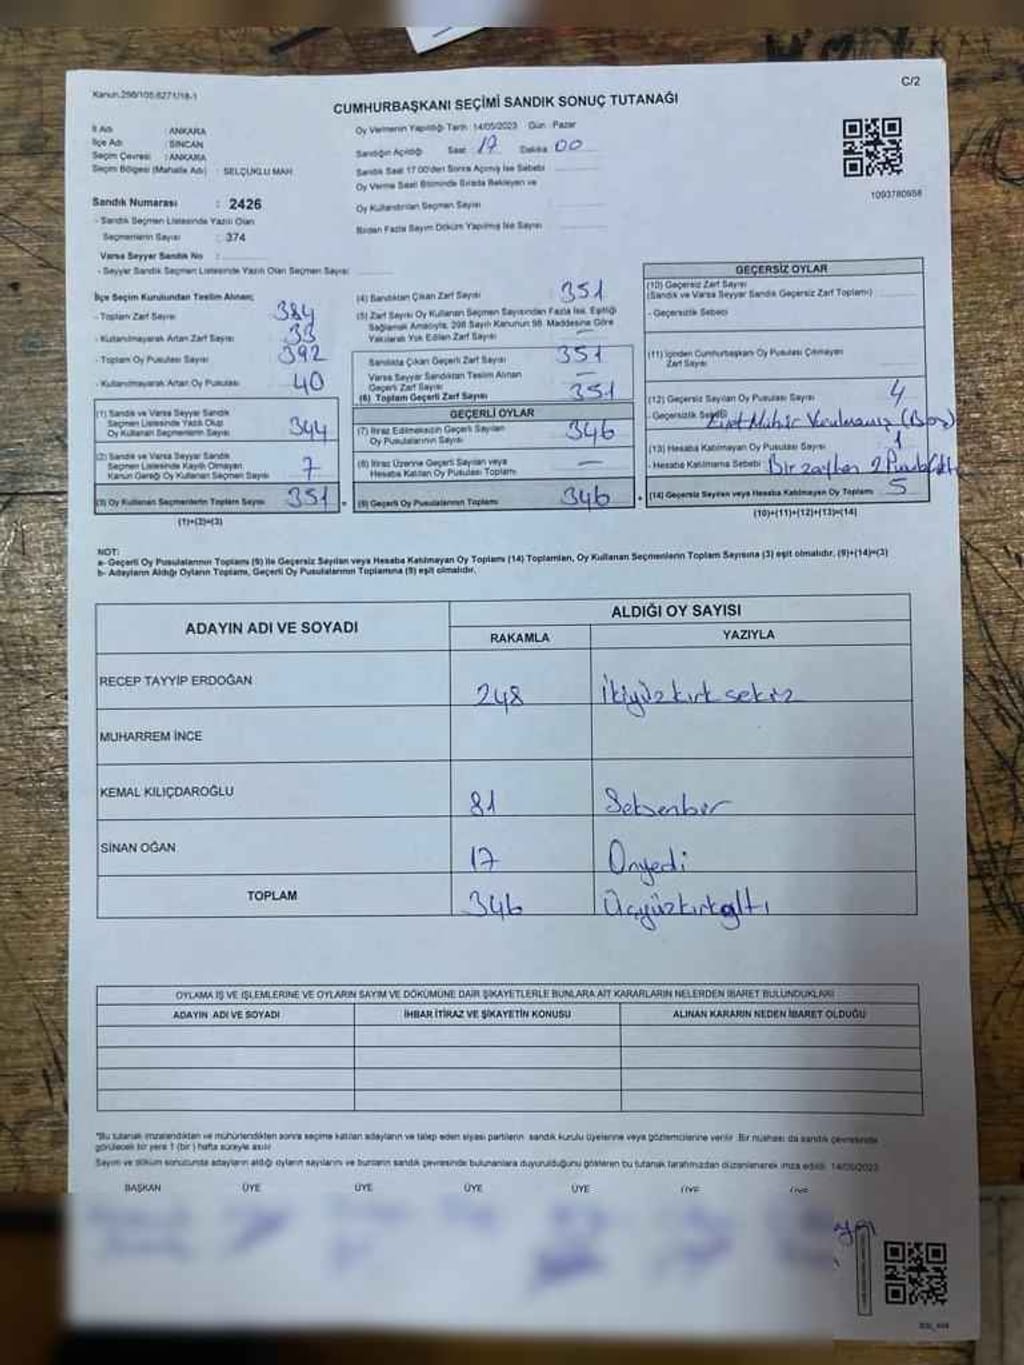 Kanun.298/105.6271/18-1
C/2
CUMHURBAŞKANI SEÇİMİ SANDIK SONUÇ TUTANAĞI
İl Adı : ANKARA
İlçe Adı : SİNCAN
Seçim Çevresi : ANKARA
Seçim Bölgesi (Mahalle Adı) : SELÇUKLU MAH
Sandık Numarası : 2426
- Sandık Seçmen Listesinde Yazılı Olan
Seçmenlerin Sayısı : 374
Varsa Seyyar Sandık No :
- Seyyar Sandık Seçmen Listesinde Yazılı Olan Seçmen Sayısı:
Oy Vermenin Yapıldığı Tarih :14/05/2023 Gün :Pazar
Sandığın Açıldığı Saat 17 Dakika 00
Sandık Saat 17.00'den Sonra Açılmış İse Sebebi
Oy Verme Saati Bitiminde Sırada Bekleyen ve
Oy Kullandırılan Seçmen Sayısı
Birden Fazla Sayım Döküm Yapılmış İse Sayısı
1093780958
İlçe Seçim Kurulundan Teslim Alınan;
- Toplam Zarf Sayısı 384
- Kullanılmayarak Artan Zarf Sayısı 33
- Toplam Oy Pusulası Sayısı 392
- Kullanılmayarak Artan Oy Pusulası 40
(1) Sandık ve Varsa Seyyar Sandık
Seçmen Listesinde Yazılı Olup
Oy Kullanan Seçmenlerin Sayısı 344
(2) Sandık ve Varsa Seyyar Sandık
Seçmen Listesinde Kayıtlı Olmayan
Kanun Gereği Oy Kullanan Seçmen Sayısı 7
(3) Oy Kullanan Seçmenlerin Toplam Sayısı 351
(1)+(2)=(3)
(4) Sandıktan Çıkan Zarf Sayısı 351
(5) Zarf Sayısı Oy Kullanan Seçmen Sayısından Fazla İse, Eşitliği
Sağlamak Amacıyla, 298 Sayılı Kanunun 98. Maddesine Göre
Yakılarak Yok Edilen Zarf Sayısı —
Sandıkta Çıkan Geçerli Zarf Sayısı 351
Varsa Seyyar Sandıktan Teslim Alınan
Geçerli Zarf Sayısı —
(6) Toplam Geçerli Zarf Sayısı 351
GEÇERLİ OYLAR
(7) İtiraz Edilmeksizin Geçerli Sayılan
Oy Pusulalarının Sayısı 346
(8) İtiraz Üzerine Geçerli Sayılan veya
Hesaba Katılan Oy Pusulası Toplamı —
= (9) Geçerli Oy Pusulalarının Toplamı 346
GEÇERSİZ OYLAR
(10) Geçersiz Zarf Sayısı
(Sandık ve Varsa Seyyar Sandık Geçersiz Zarf Toplamı)
- Geçersizlik Sebebi
(11) İçinden Cumhurbaşkanı Oy Pusulası Çıkmayan
Zarf Sayısı
(12) Geçersiz Sayılan Oy Pusulası Sayısı 4
- Geçersizlik Sebebi Mühür Vurulmamış (Boş)
(13) Hesaba Katılmayan Oy Pusulası Sayısı 1
- Hesaba Katılmama Sebebi Bir zarftan 2 Pusula
+ (14) Geçersiz Sayılan veya Hesaba Katılmayan Oy Toplamı 5
(10)+(11)+(12)+(13)=(14)
NOT:
a- Geçerli Oy Pusulalarının Toplamı (9) ile Geçersiz Sayılan veya Hesaba Katılmayan Oy Toplamı (14) Toplamları, Oy Kullanan Seçmenlerin Toplam Sayısına (3) eşit olmalıdır. (9)+(14)=(3)
b- Adayların Aldığı Oyların Toplamı, Geçerli Oy Pusulalarının Toplamına (9) eşit olmalıdır.
ADAYIN ADI VE SOYADI
ALDIĞI OY SAYISI
RAKAMLA YAZIYLA
RECEP TAYYİP ERDOĞAN 248 İkiyüzkırk sekiz
MUHARREM İNCE
KEMAL KILIÇDAROĞLU 81 Seksenbir
SİNAN OĞAN 17 Onyedi
TOPLAM 346 Üçyüzkırkaltı
OYLAMA İŞ VE İŞLEMLERİNE VE OYLARIN SAYIM VE DÖKÜMÜNE DAİR ŞİKAYETLERLE BUNLARA AİT KARARLARIN NELERDEN İBARET BULUNDUKLARI
ADAYIN ADI VE SOYADI İHBAR İTİRAZ VE ŞİKAYETİN KONUSU ALINAN KARARIN NEDEN İBARET OLDUĞU
*Bu tutanak imzalandıktan ve mühürlendikten sonra seçime katılan adayların ve talep eden siyasi partilerin sandık kurulu üyelerine veya gözlemcilerine verilir. Bir nüshası da sandık çevresinde
görülecek bir yere 1 (bir) hafta süreyle asılır.
Sayım ve döküm sonucunda adayların aldığı oyların sayılarını ve bunların sandık çevresinde bulunanlara duyurulduğunu gösteren bu tutanak tarafımızdan düzenlenerek imza edildi. 14/05/2023
BAŞKAN ÜYE ÜYE ÜYE ÜYE ÜYE ÜYE